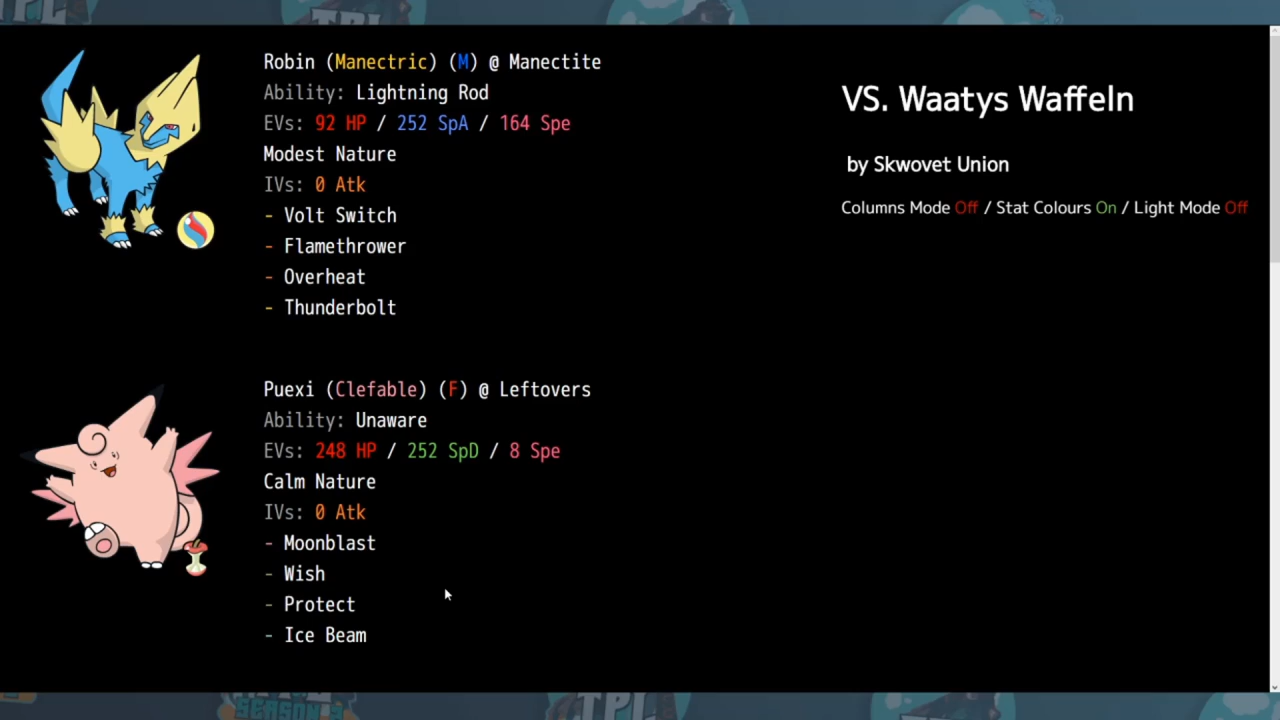 TPL
Robin (Manectric) (M) @ Manectite
Ability: Lightning Rod
EVs: 92 HP / 252 SpA / 164 Spe
Modest Nature
IVs: 0 Atk
- Volt Switch
- Flamethrower
- Overheat
- Thunderbolt
VS. Waatys Waffeln
by Skwovet Union
Columns Mode Off / Stat Colours On / Light Mode Off
Puexi (Clefable) (F) @ Leftovers
Ability: Unaware
EVs: 248 HP / 252 SpD / 8 Spe
Calm Nature
IVs: 0 Atk
- Moonblast
- Wish
- Protect
- Ice Beam
SEASON
TPL